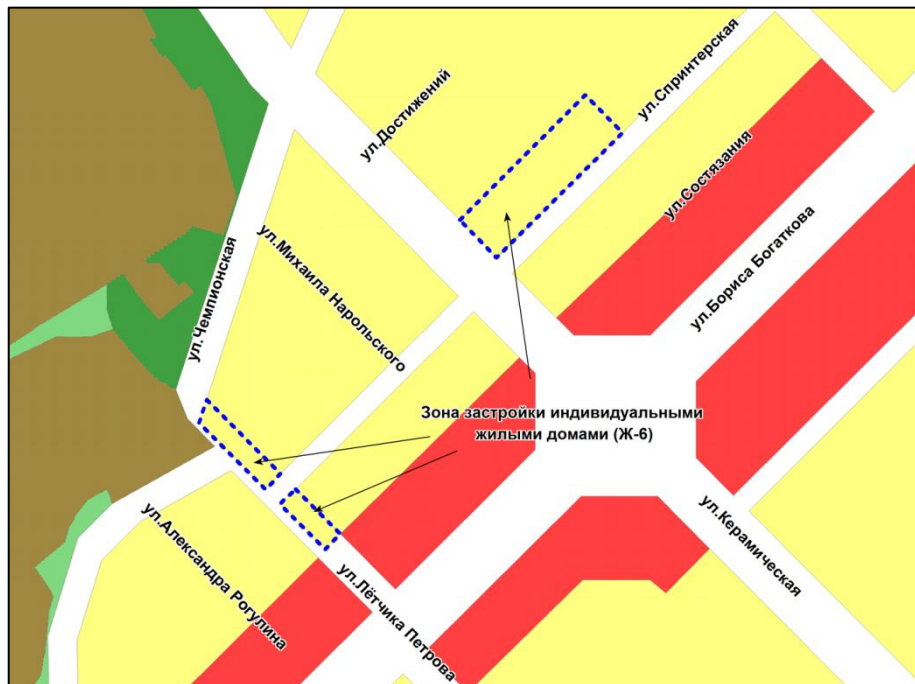 ул.Достижений
ул.Спринтерская
ул.Состязания
ул.Бориса Богаткова
ул.Чемпионская
ул.Михаила Нарольского
Зона застройки индивидуальными
жилыми домами (Ж-6)
ул.Александра Рогулина
ул.Лётчика Петрова
ул.Керамическая